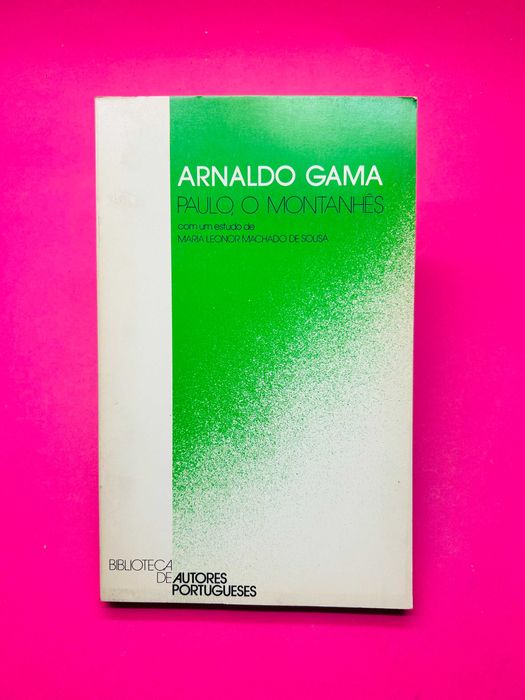 ARNALDO GAMA
PAULO, O MONTANHÊS
com um estudo de
MARIA LEONOR MACHADO DE SOUSA
BIBLIOTECA
DE AUTORES
PORTUGUESES